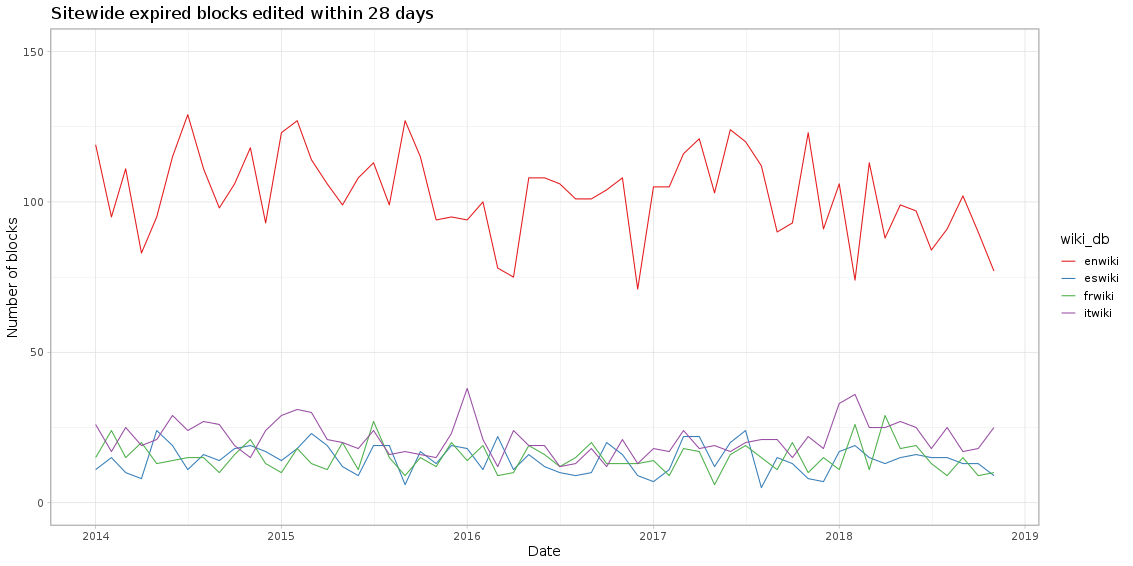 Sitewide expired blocks edited within 28 days
150
100
50
0
Number of blocks
2014
2015
2016
2017
2018
2019
Date
wiki_db
enwiki
eswiki
frwiki
itwiki